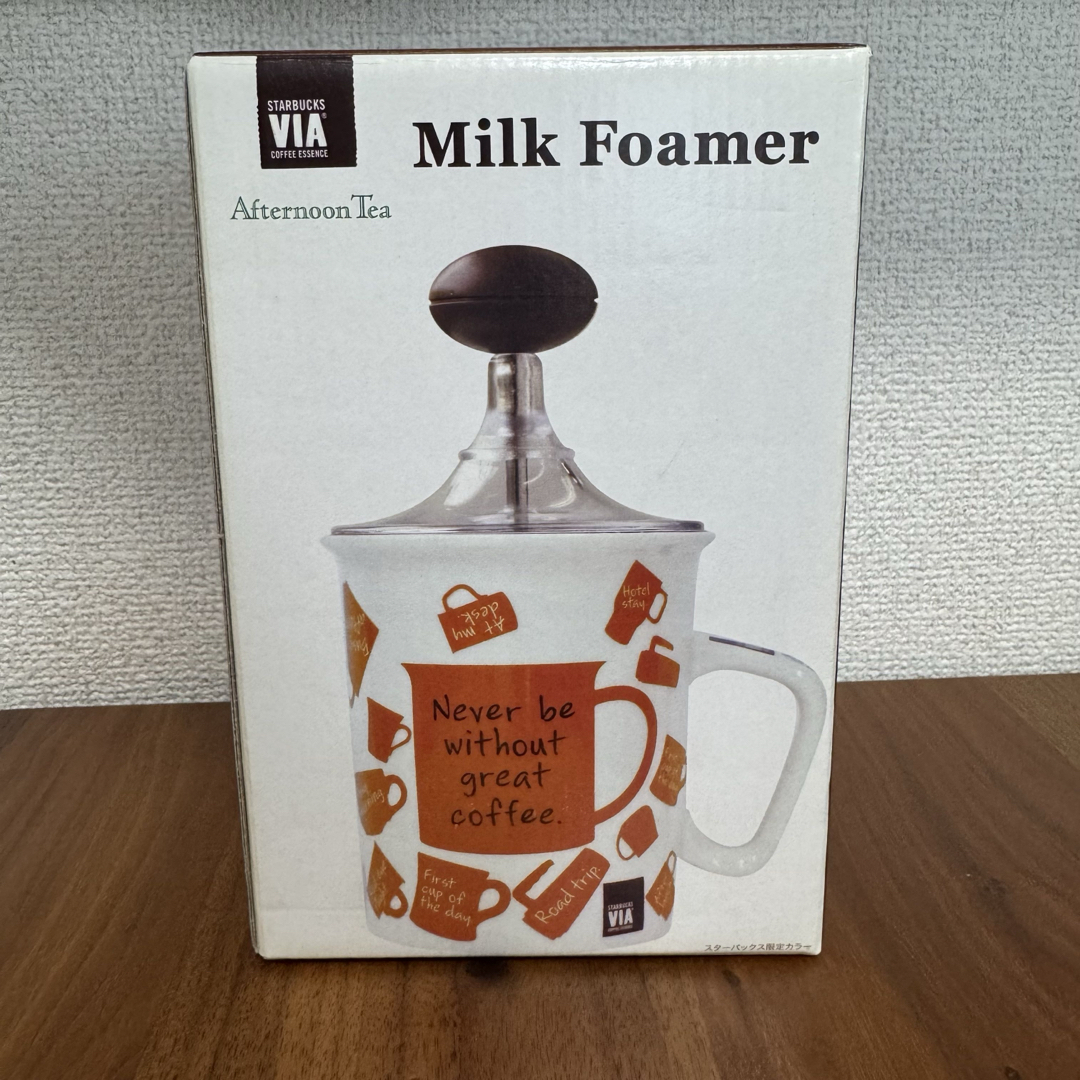 STARBUCKS
VIA®
COFFEE ESSENCE
Milk Foamer
Afternoon Tea
At my
desk
Hotel
stay
Never be
without
great
coffee.
First
cup of
the day
Road trip.
STARBUCKS
VIA
COFFEE ESSENCE
スターバックス限定カラー